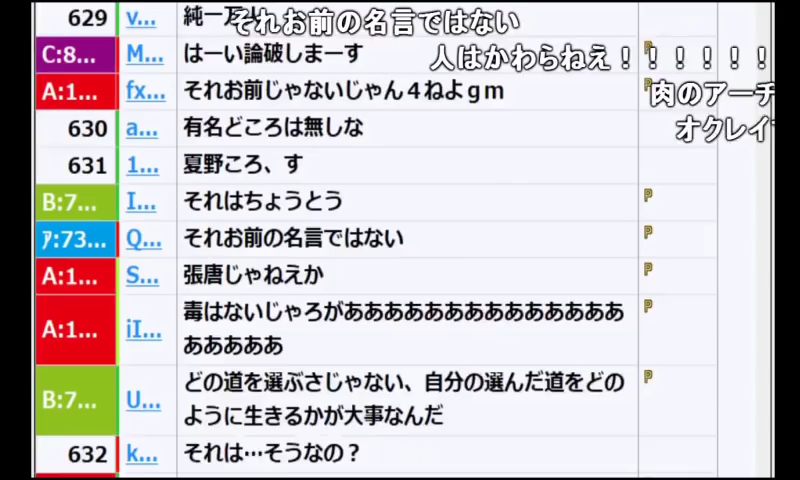 629 v... 純一万
それお前の名言ではない
C:8... M... はーい論破しまーす
人はかわらねえ！！！！！！
A:1... fx... それお前じゃないじゃん４ねよｇｍ
肉のアーチ
630 a... 有名どころは無しな
オクレイ
631 1... 夏野ころ、す
B:7... I... それはちょうとう
ｱ:73... Q... それお前の名言ではない
A:1... S... 張唐じゃねえか
A:1... iI... 毒はないじゃろがあああああああああああああああ
あああああ
B:7... U... どの道を選ぶさじゃない、自分の選んだ道をどの
ように生きるかが大事なんだ
632 k... それは…そうなの？